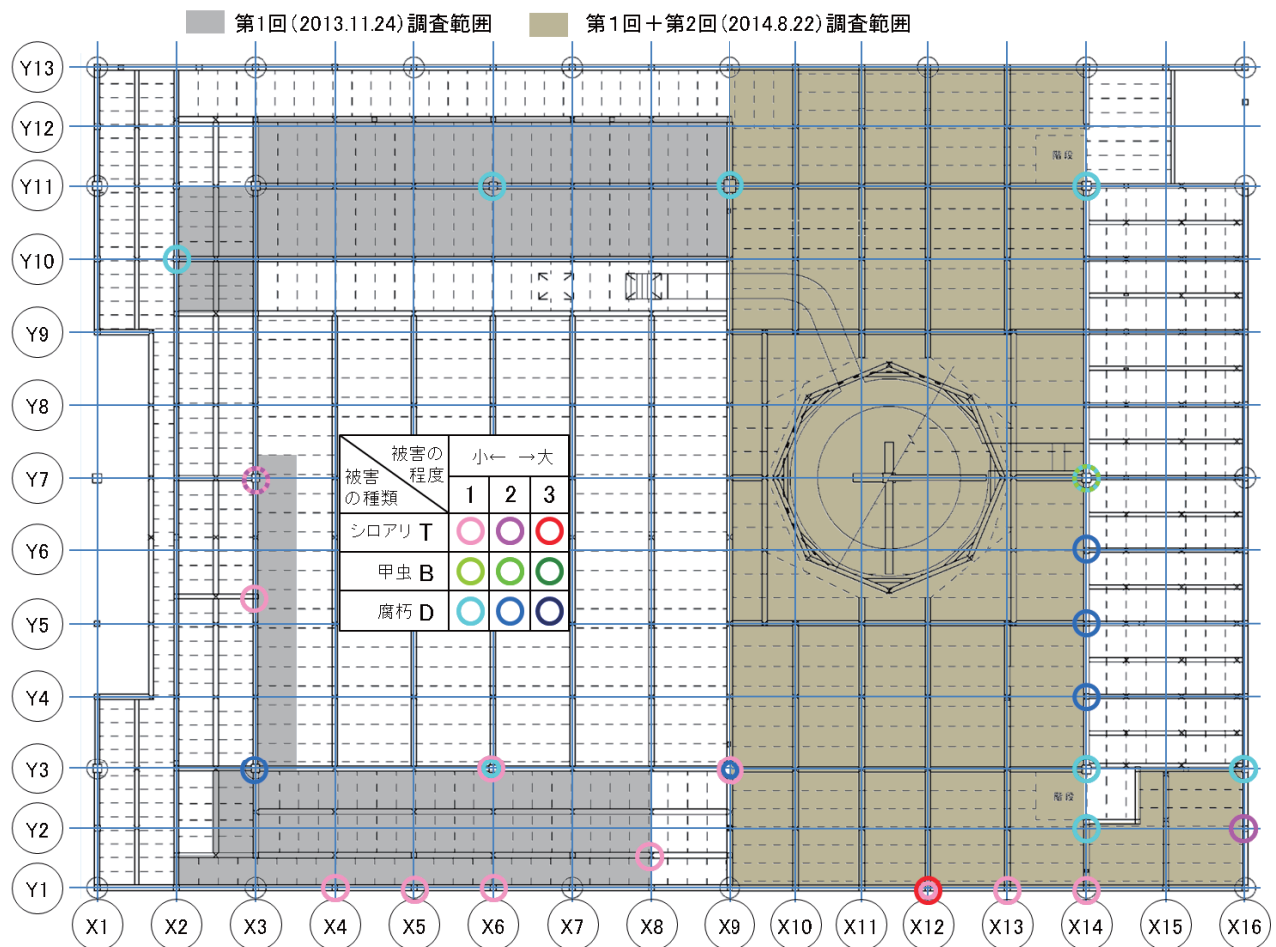 第1回(2013.11.24)調査範囲
第1回＋第2回(2014.8.22)調査範囲
Y13
Y12
階段
Y11
Y10
Y9
Y8
被害の程度
小← →大
被害の種類
1 2 3
シロアリ T
甲虫 B
腐朽 D
Y7
Y6
Y5
Y4
Y3
階段
Y2
Y1
X1 X2 X3 X4 X5 X6 X7 X8 X9 X10 X11 X12 X13 X14 X15 X16